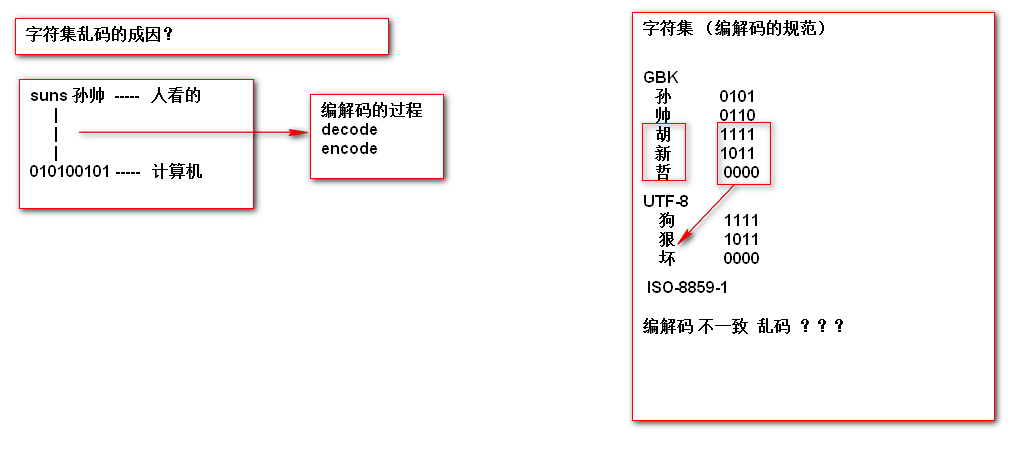 字符集乱码的成因？
suns 孙帅 ----- 人看的
010100101 ----- 计算机
编解码的过程
decode
encode
字符集 （编解码的规范）
GBK
孙 0101
帅 0110
胡 1111
新 1011
哲 0000
UTF-8
狗 1111
狠 1011
坏 0000
ISO-8859-1
编解码 不一致 乱码 ？？？